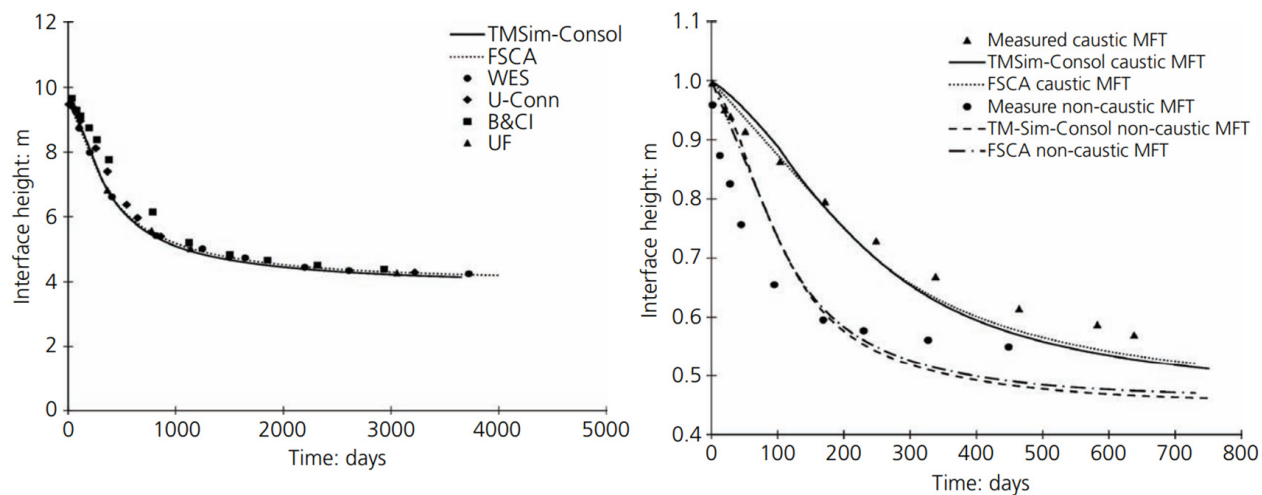 12
10
8
6
4
2
0
Interface height: m
0 1000 2000 3000 4000 5000
Time: days
TMSim-Consol
FSCA
WES
U-Conn
B&CI
UF
1.1
1.0
0.9
0.8
0.7
0.6
0.5
0.4
Interface height: m
0 100 200 300 400 500 600 700 800
Time: days
Measured caustic MFT
TMSim-Consol caustic MFT
FSCA caustic MFT
Measure non-caustic MFT
TM-Sim-Consol non-caustic MFT
FSCA non-caustic MFT